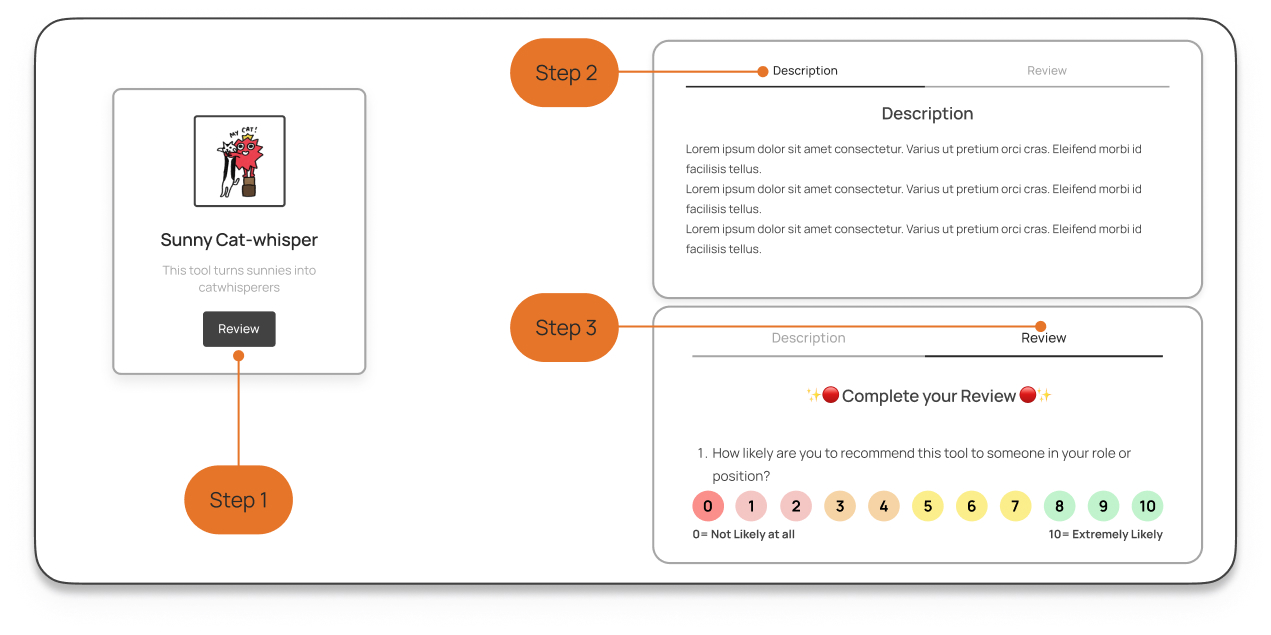 MY CAT!
Sunny Cat-whisper
This tool turns sunnies into
catwhisperers
Review
Step 1
Step 2
Description
Review
Description
Lorem ipsum dolor sit amet consectetur. Varius ut pretium orci cras. Eleifend morbi id
facilisis tellus.
Lorem ipsum dolor sit amet consectetur. Varius ut pretium orci cras. Eleifend morbi id
facilisis tellus.
Lorem ipsum dolor sit amet consectetur. Varius ut pretium orci cras. Eleifend morbi id
facilisis tellus.
Step 3
Description
Review
✨🔴 Complete your Review 🔴✨
1. How likely are you to recommend this tool to someone in your role or
position?
0 1 2 3 4 5 6 7 8 9 10
0= Not Likely at all
10= Extremely Likely